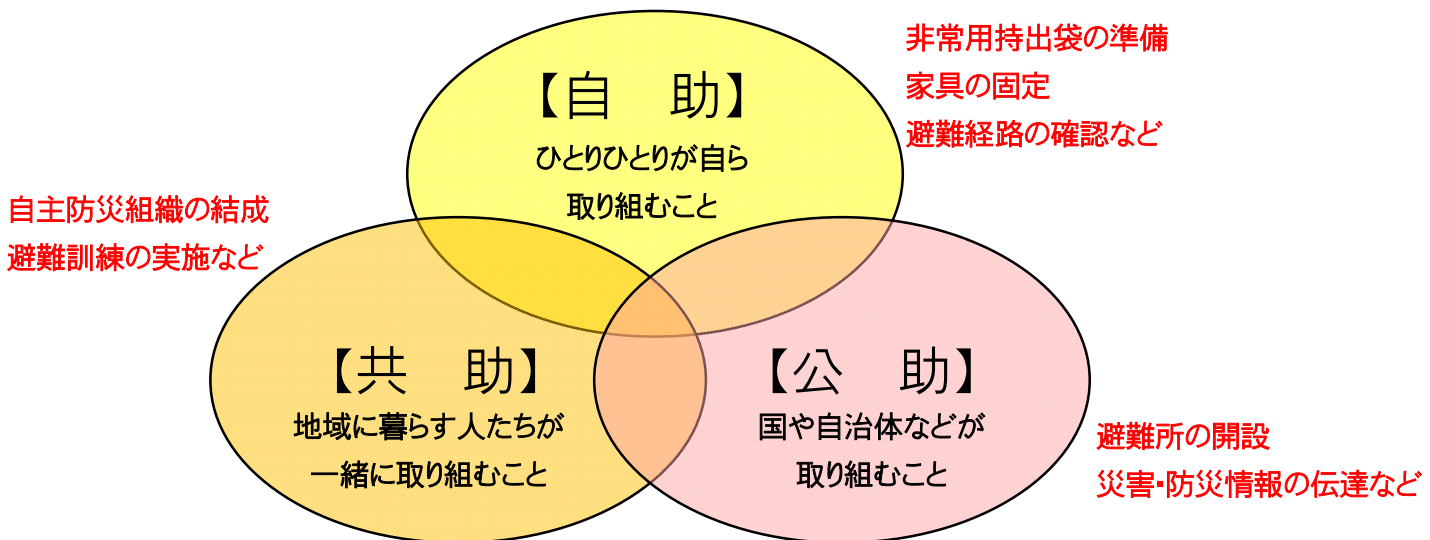 【自　助】
ひとりひとりが自ら
取り組むこと
非常用持出袋の準備
家具の固定
避難経路の確認など
自主防災組織の結成
避難訓練の実施など
【共　助】
地域に暮らす人たちが
一緒に取り組むこと
【公　助】
国や自治体などが
取り組むこと
避難所の開設
災害・防災情報の伝達など